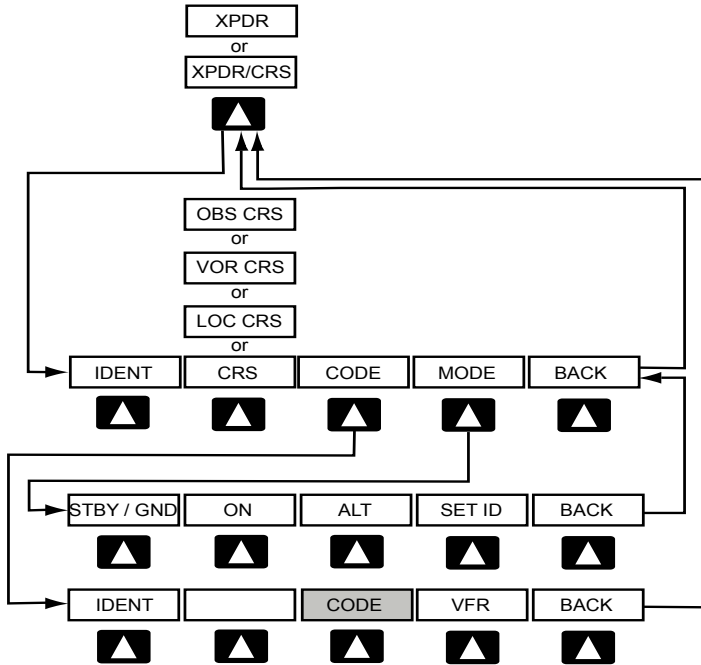 XPDR
or
XPDR/CRS
OBS CRS
or
VOR CRS
or
LOC CRS
or
IDENT CRS CODE MODE BACK
STBY / GND ON ALT SET ID BACK
IDENT CODE VFR BACK